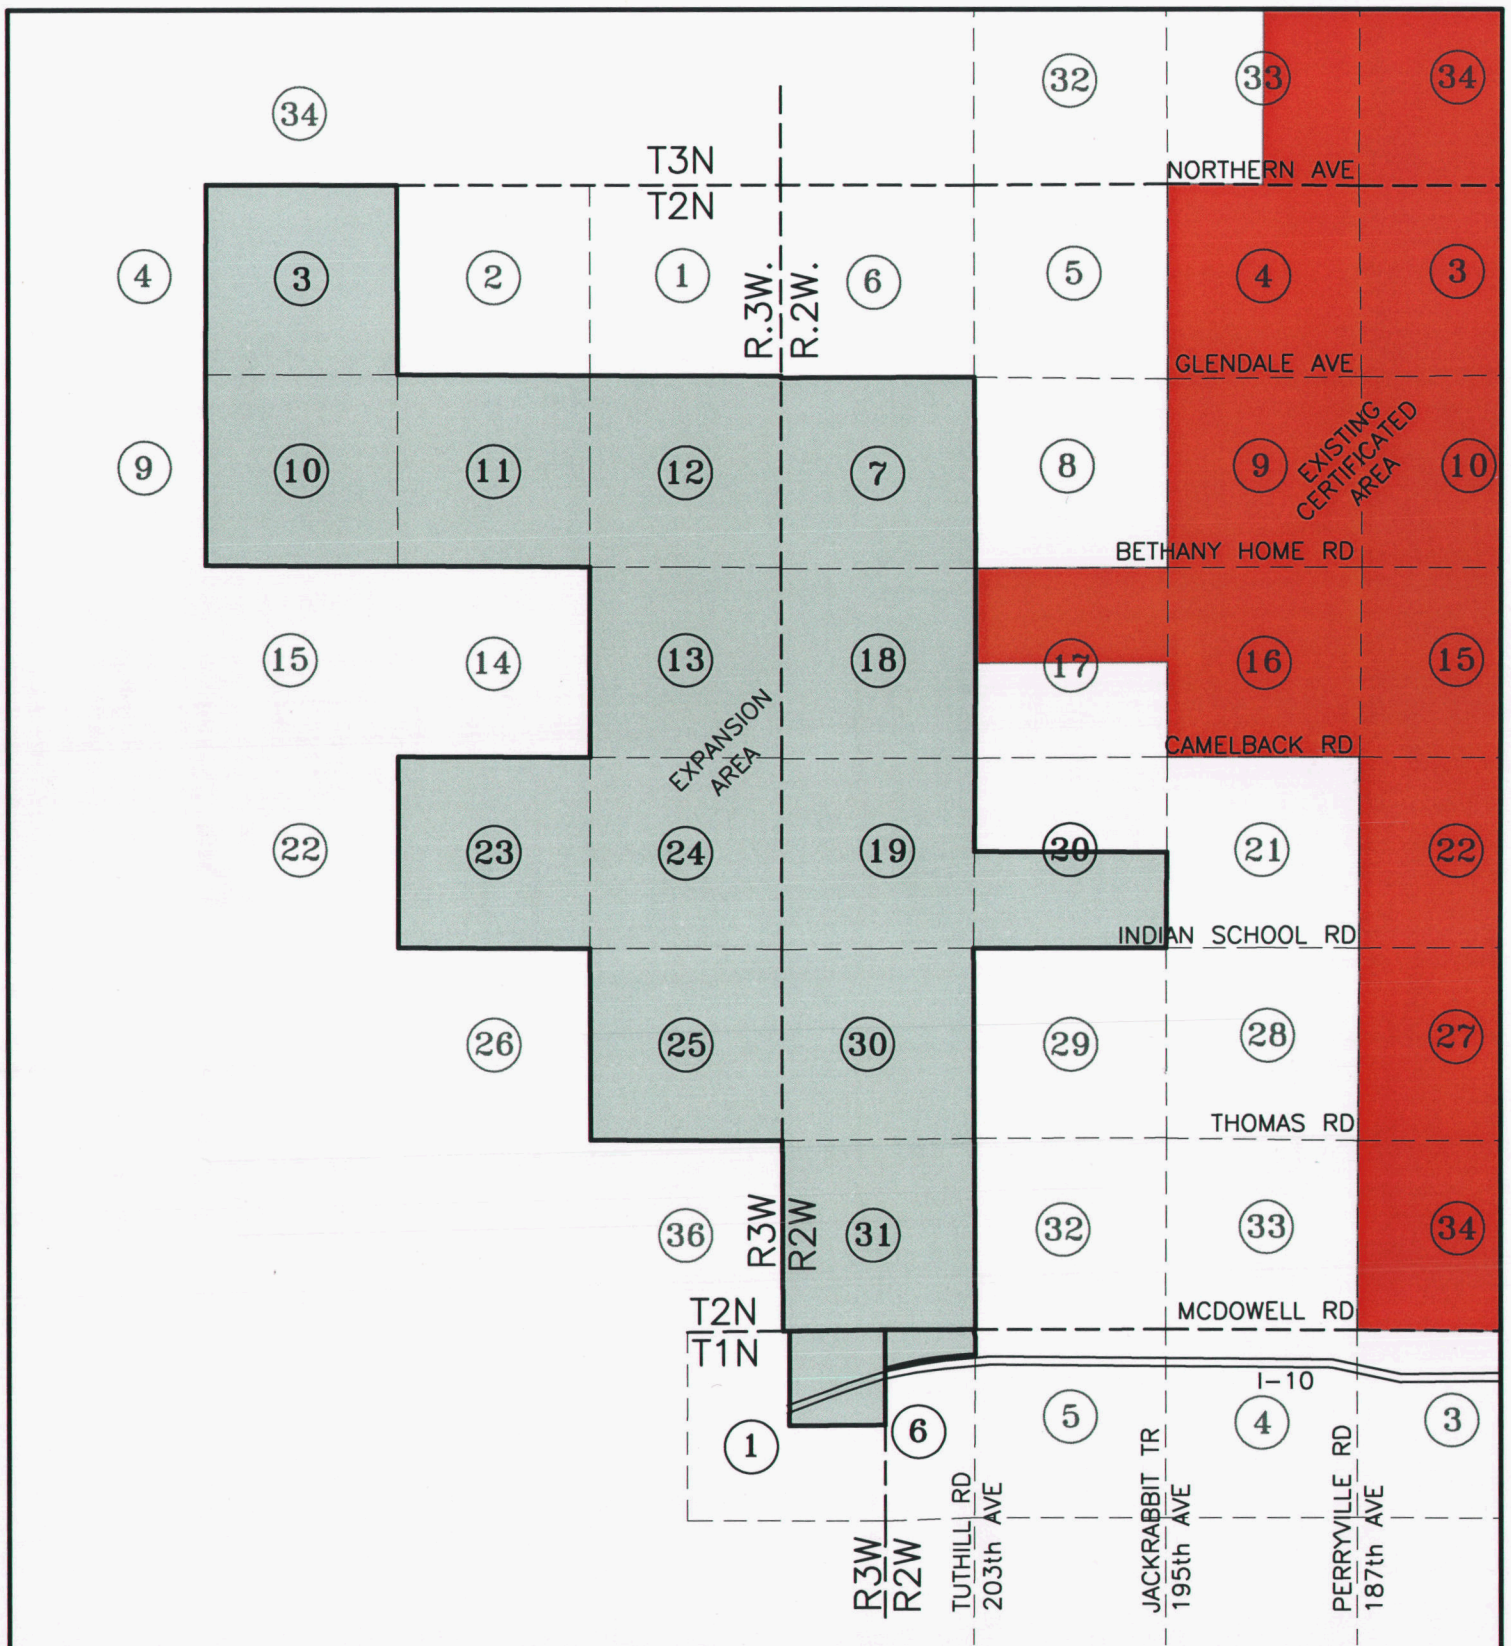 32
33
34
34
T3N
NORTHERN AVE
T2N
4
3
2
1
R.3W.
R.2W.
6
5
4
3
GLENDALE AVE
9
10
11
12
7
8
9
EXISTING
CERTIFICATED
AREA
10
BETHANY HOME RD
15
14
13
18
17
16
15
EXPANSION
AREA
CAMELBACK RD
22
23
24
19
20
21
22
INDIAN SCHOOL RD
26
25
30
29
28
27
THOMAS RD
36
R3W
R2W
31
32
33
34
T2N
MCDOWELL RD
T1N
I-10
1
6
5
4
3
R3W
R2W
TUTHILL RD
203th AVE
JACKRABBIT TR
195th AVE
PERRYVILLE RD
187th AVE